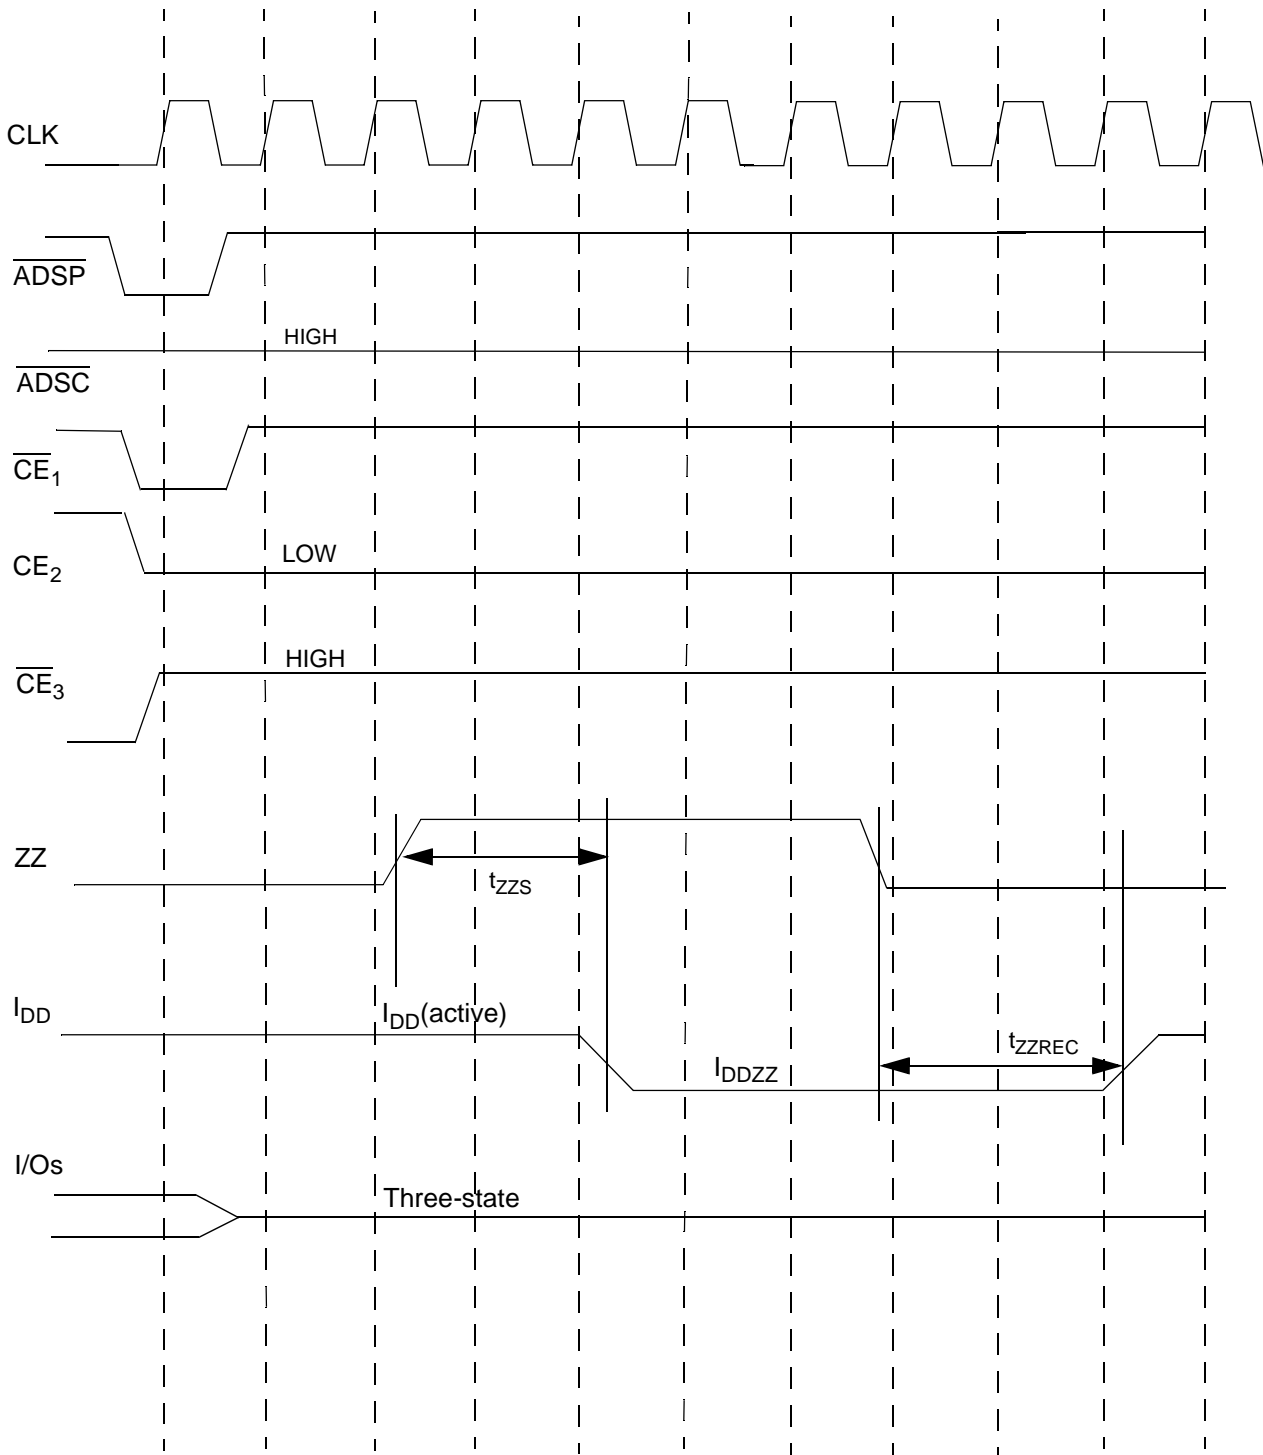 CLK
ADSP
HIGH
ADSC
CE1
LOW
CE2
HIGH
CE3
ZZ
tZZS
IDD
IDD(active)
tZZREC
IDDZZ
I/Os
Three-state